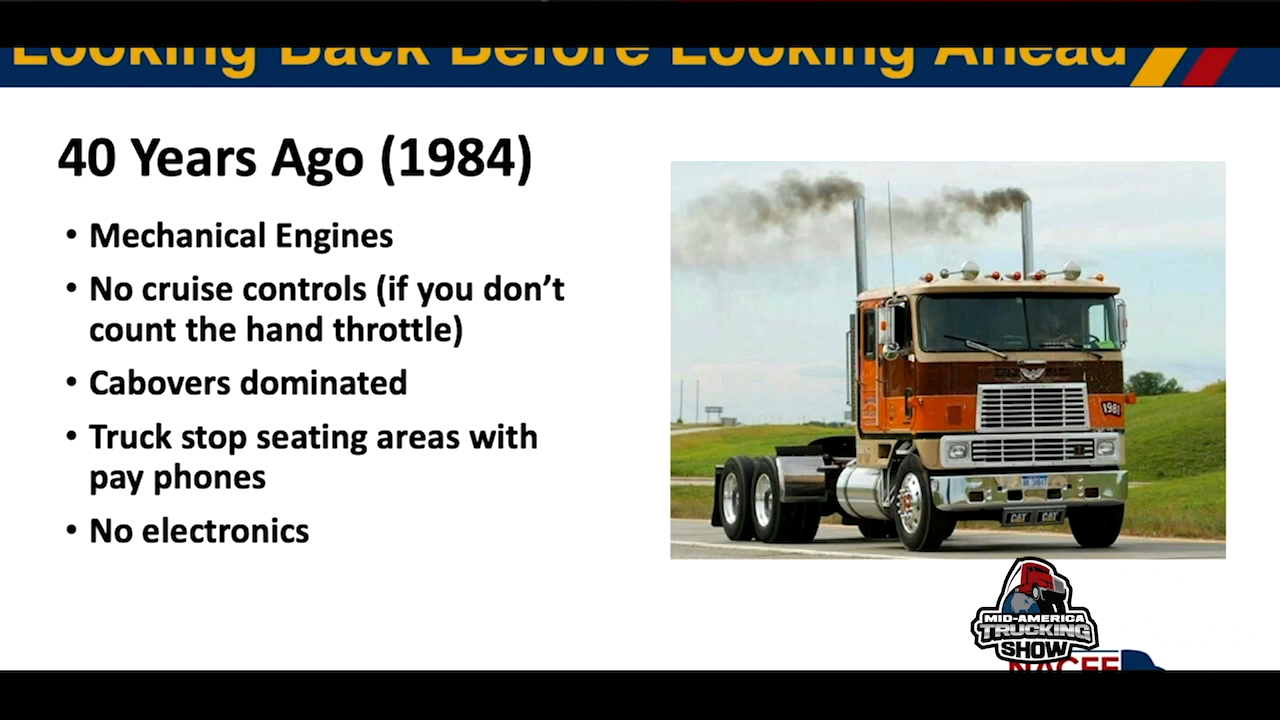 Looking Back Before Looking Ahead
40 Years Ago (1984)
• Mechanical Engines
• No cruise controls (if you don't
count the hand throttle)
• Cabovers dominated
• Truck stop seating areas with
pay phones
• No electronics
1981
CAT CAT
MID-AMERICA
TRUCKING
SHOW
NACFE